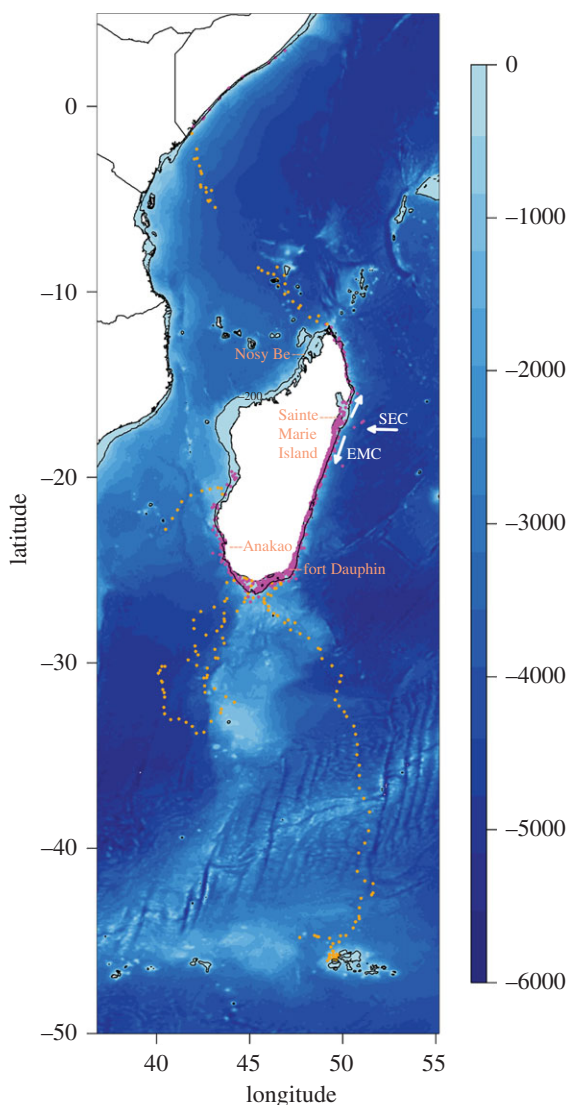 0
−10
−20
−30
−40
−50
latitude
40
45
50
55
longitude
Nosy Be
−200
Sainte
Marie
Island
SEC
EMC
Anakao
fort Dauphin
0
−1000
−2000
−3000
−4000
−5000
−6000